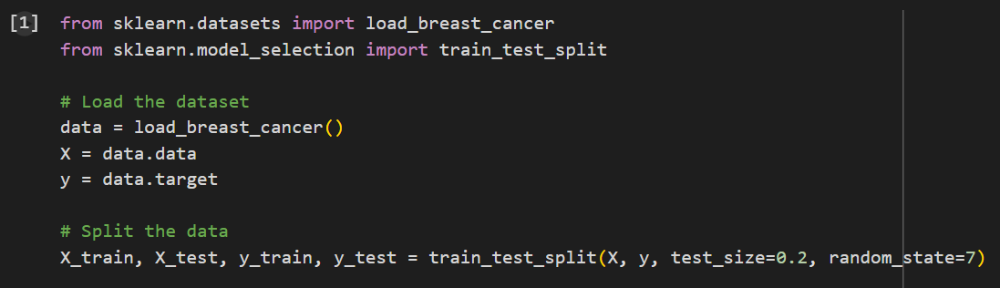 [1] from sklearn.datasets import load_breast_cancer
from sklearn.model_selection import train_test_split
# Load the dataset
data = load_breast_cancer()
X = data.data
y = data.target
# Split the data
X_train, X_test, y_train, y_test = train_test_split(X, y, test_size=0.2, random_state=7)